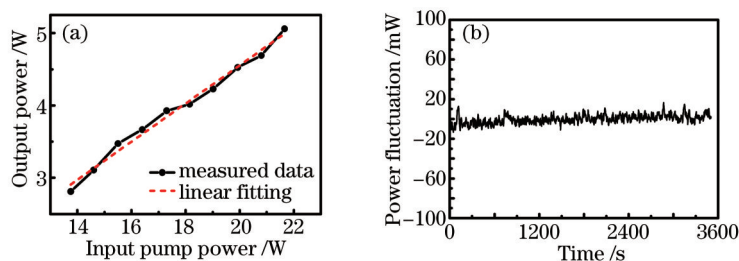 (a)
Output power /W
5
4
3
measured data
linear fitting
14 16 18 20 22
Input pump power /W
(b)
Power fluctuation /mW
100
60
20
−20
−60
−100
0 1200 2400 3600
Time /s